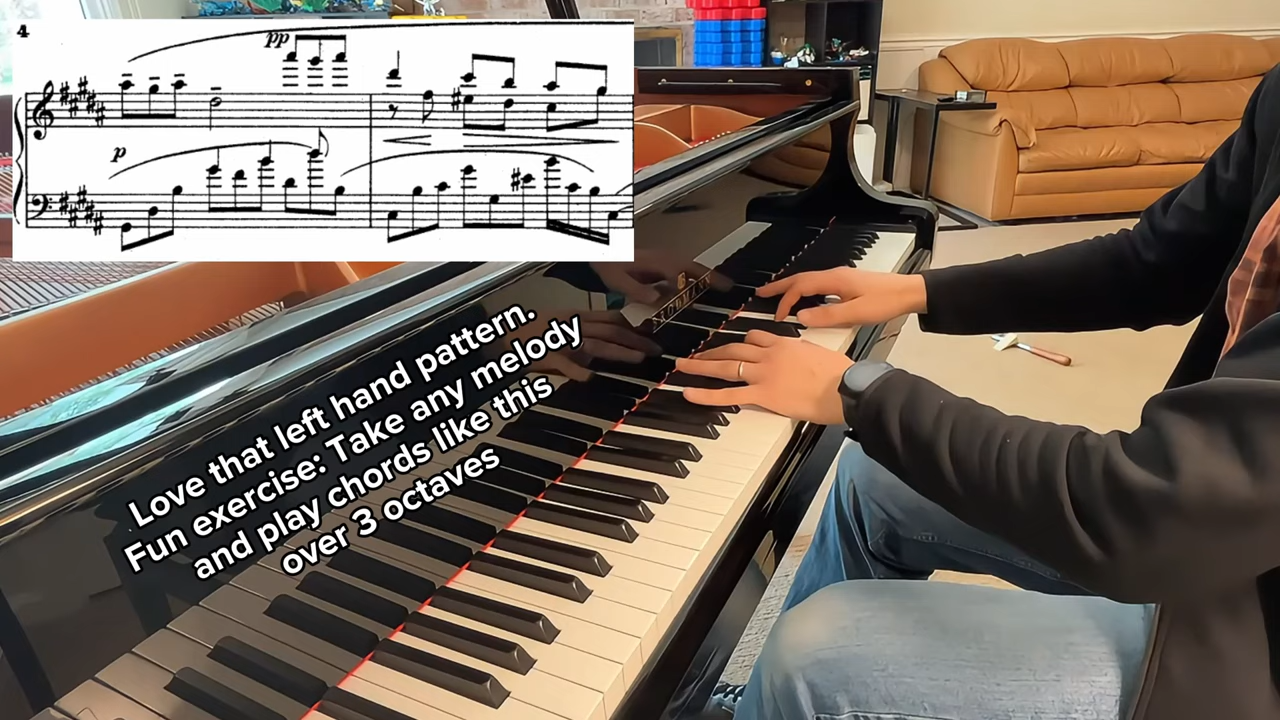 4
pp
p
Love that left hand pattern.
Fun exercise: Take any melody
and play chords like this
over 3 octaves